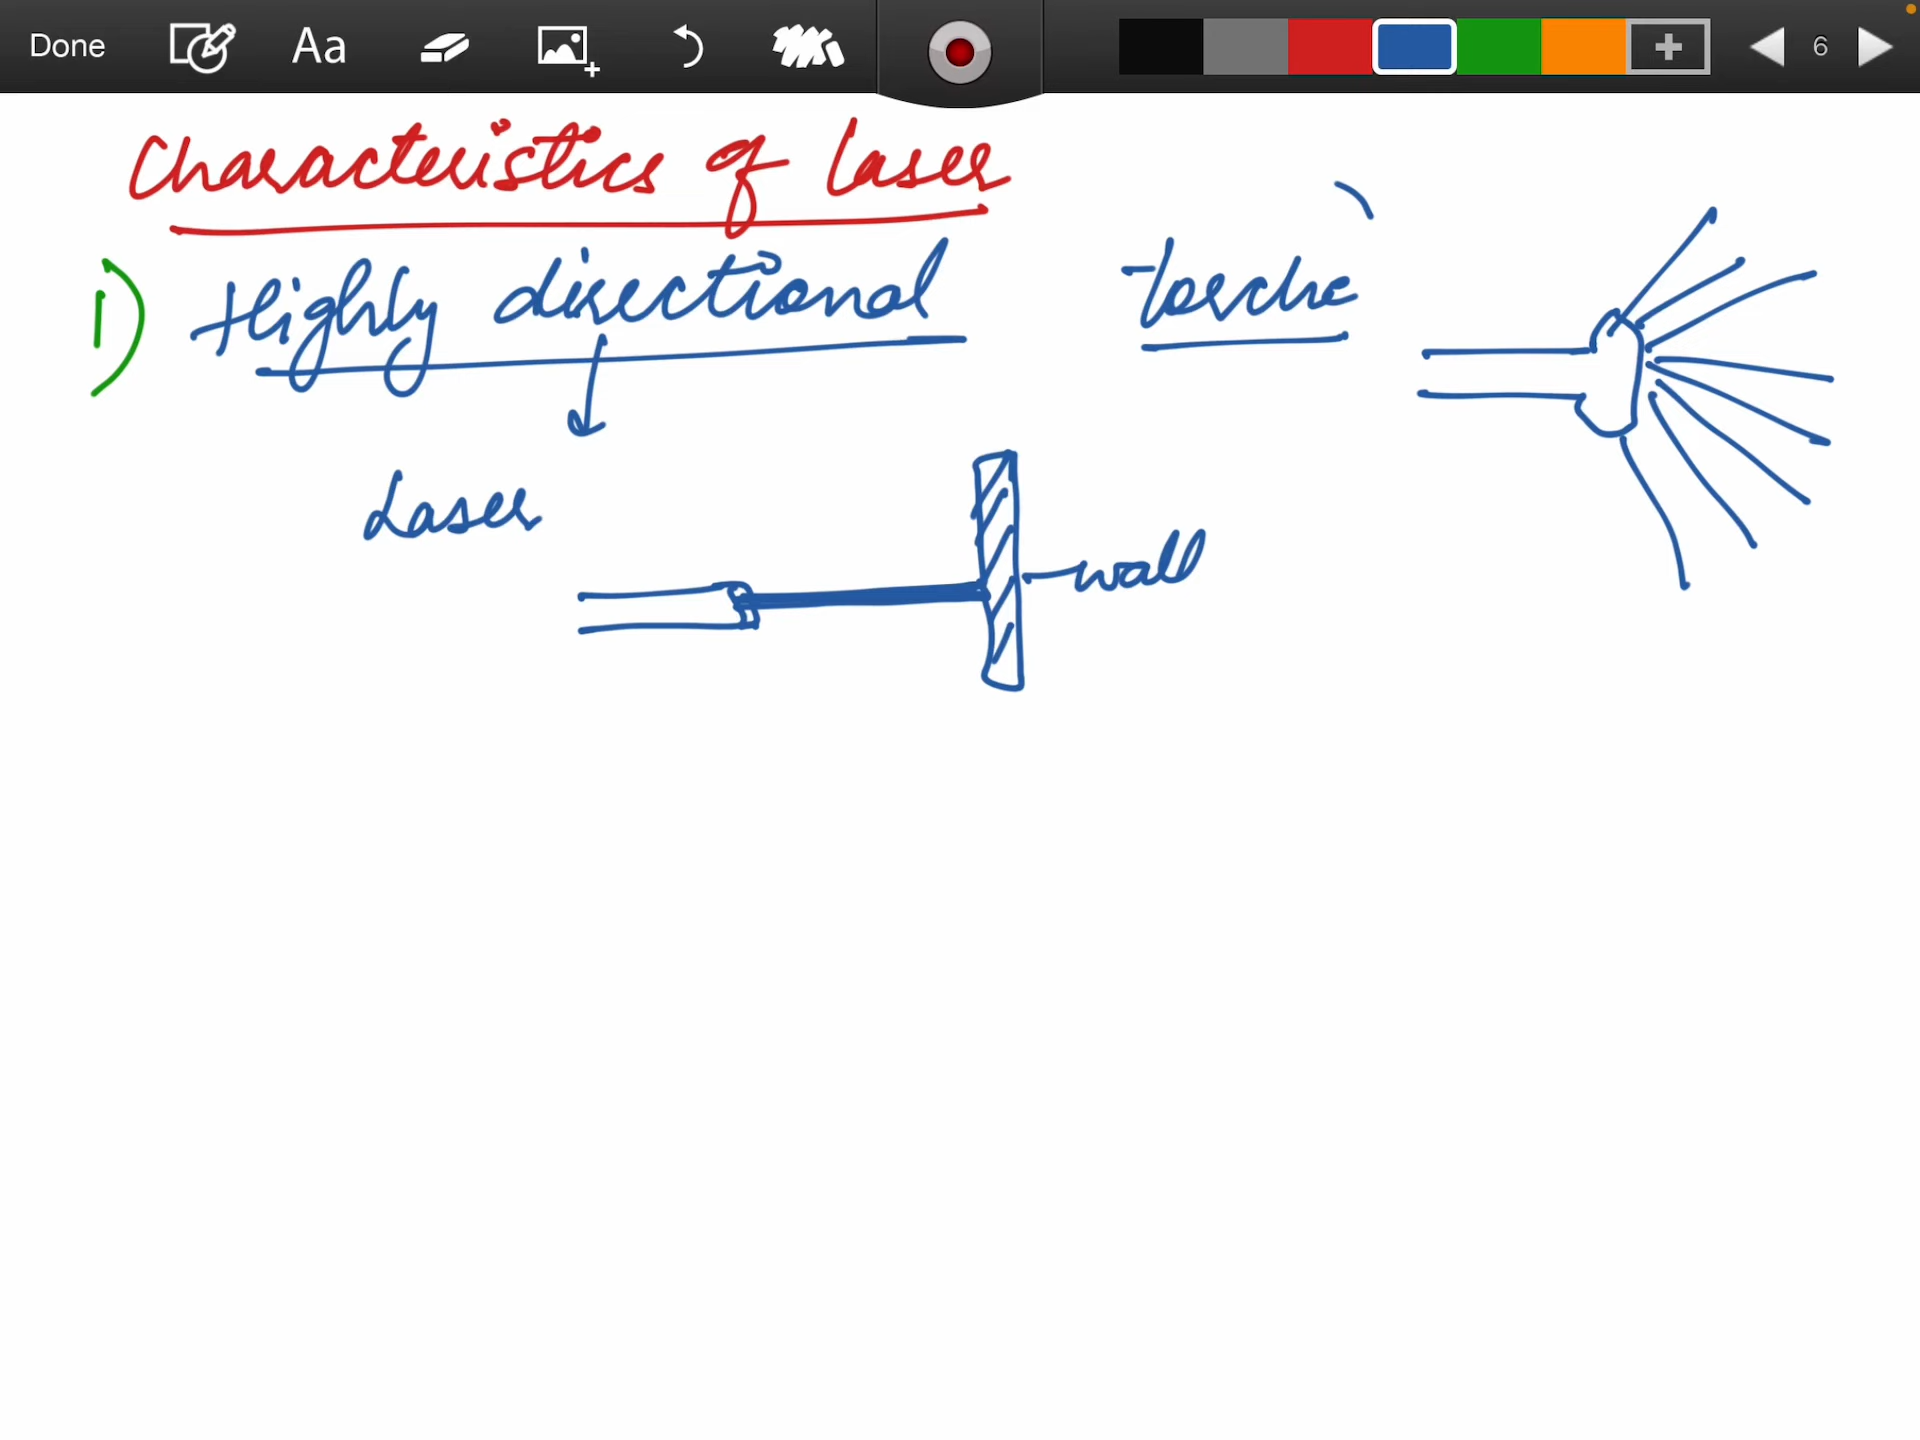 Done
Aa
6
Characteristics of Laser
1) Highly directional
Torche
Laser
wall